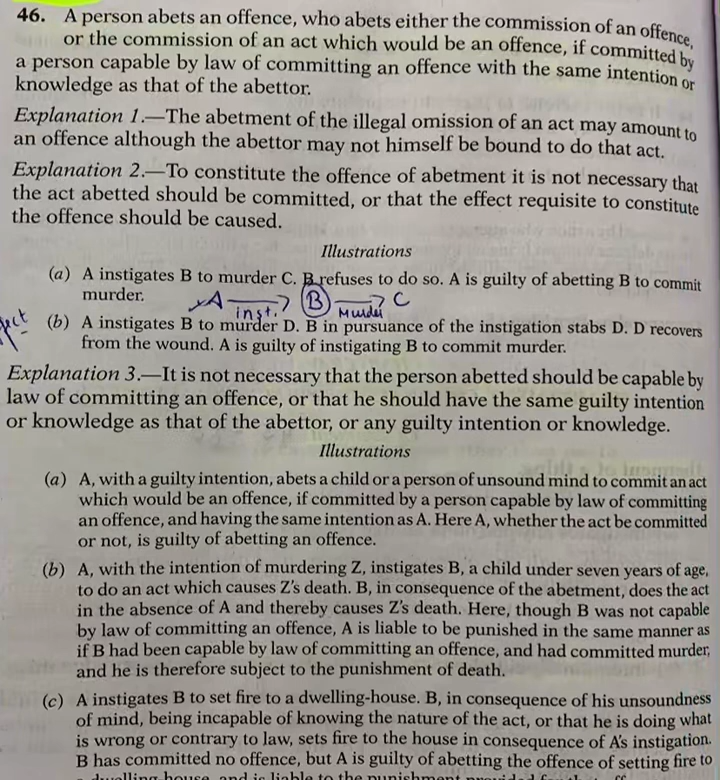 46. A person abets an offence, who abets either the commission of an offence,
or the commission of an act which would be an offence, if committed by
a person capable by law of committing an offence with the same intention or
knowledge as that of the abettor.
Explanation 1.—The abetment of the illegal omission of an act may amount to
an offence although the abettor may not himself be bound to do that act.
Explanation 2.—To constitute the offence of abetment it is not necessary that
the act abetted should be committed, or that the effect requisite to constitute
the offence should be caused.
Illustrations
(a) A instigates B to murder C. B refuses to do so. A is guilty of abetting B to commit
murder.
A inst. B Murder C
(b) A instigates B to murder D. B in pursuance of the instigation stabs D. D recovers
from the wound. A is guilty of instigating B to commit murder.
Explanation 3.—It is not necessary that the person abetted should be capable by
law of committing an offence, or that he should have the same guilty intention
or knowledge as that of the abettor, or any guilty intention or knowledge.
Illustrations
(a) A, with a guilty intention, abets a child or a person of unsound mind to commit an act
which would be an offence, if committed by a person capable by law of committing
an offence, and having the same intention as A. Here A, whether the act be committed
or not, is guilty of abetting an offence.
(b) A, with the intention of murdering Z, instigates B, a child under seven years of age,
to do an act which causes Z's death. B, in consequence of the abetment, does the act
in the absence of A and thereby causes Z's death. Here, though B was not capable
by law of committing an offence, A is liable to be punished in the same manner as
if B had been capable by law of committing an offence, and had committed murder,
and he is therefore subject to the punishment of death.
(c) A instigates B to set fire to a dwelling-house. B, in consequence of his unsoundness
of mind, being incapable of knowing the nature of the act, or that he is doing what
is wrong or contrary to law, sets fire to the house in consequence of A's instigation.
B has committed no offence, but A is guilty of abetting the offence of setting fire to
dwelling house, and is liable to the punishment